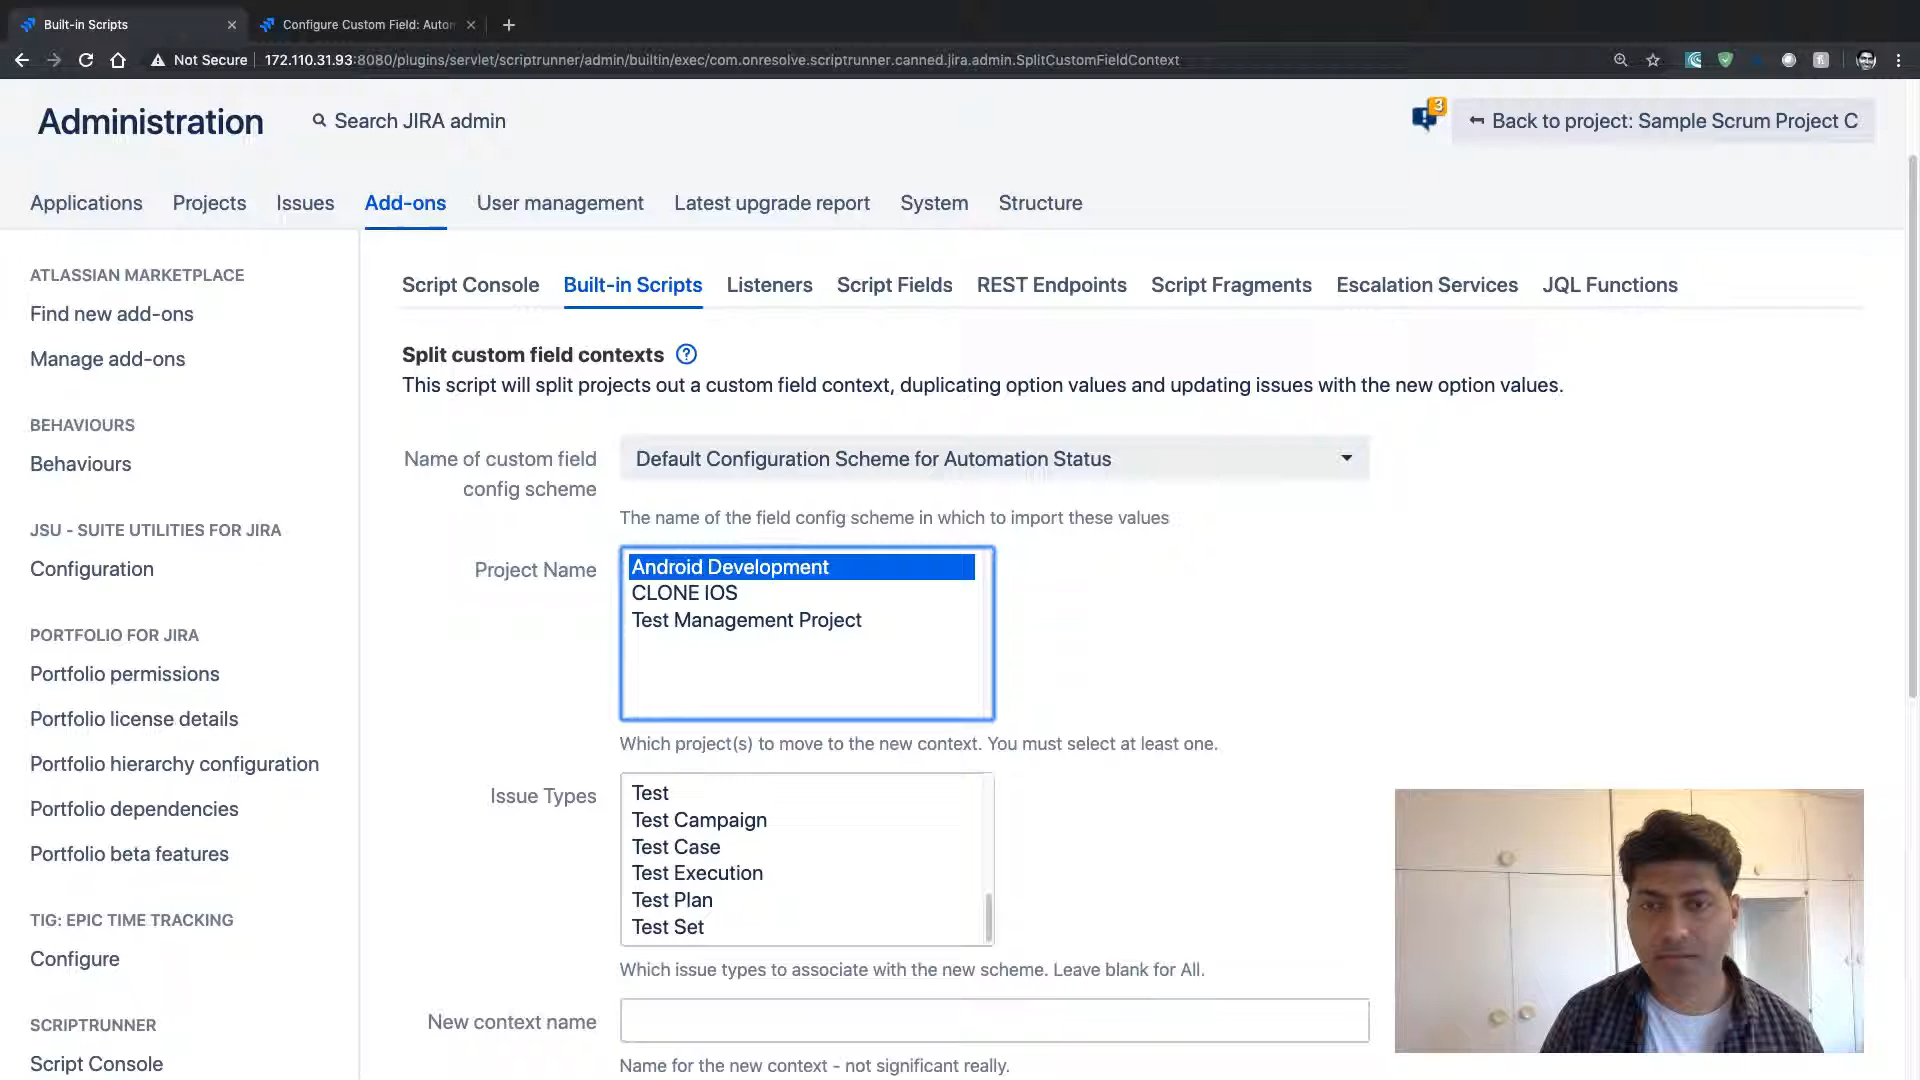 Built-in Scripts
Configure Custom Field: Auton
Not Secure
172.110.31.93:8080/plugins/servlet/scriptrunner/admin/builtin/exec/com.onresolve.scriptrunner.canned.jira.admin.SplitCustomFieldContext
Administration
Search JIRA admin
3
Back to project: Sample Scrum Project C
Applications
Projects
Issues
Add-ons
User management
Latest upgrade report
System
Structure
ATLASSIAN MARKETPLACE
Find new add-ons
Manage add-ons
BEHAVIOURS
Behaviours
JSU - SUITE UTILITIES FOR JIRA
Configuration
PORTFOLIO FOR JIRA
Portfolio permissions
Portfolio license details
Portfolio hierarchy configuration
Portfolio dependencies
Portfolio beta features
TIG: EPIC TIME TRACKING
Configure
SCRIPTRUNNER
Script Console
Script Console
Built-in Scripts
Listeners
Script Fields
REST Endpoints
Script Fragments
Escalation Services
JQL Functions
Split custom field contexts
This script will split projects out a custom field context, duplicating option values and updating issues with the new option values.
Name of custom field
config scheme
Default Configuration Scheme for Automation Status
The name of the field config scheme in which to import these values
Project Name
Android Development
CLONE IOS
Test Management Project
Which project(s) to move to the new context. You must select at least one.
Issue Types
Test
Test Campaign
Test Case
Test Execution
Test Plan
Test Set
Which issue types to associate with the new scheme. Leave blank for All.
New context name
Name for the new context - not significant really.